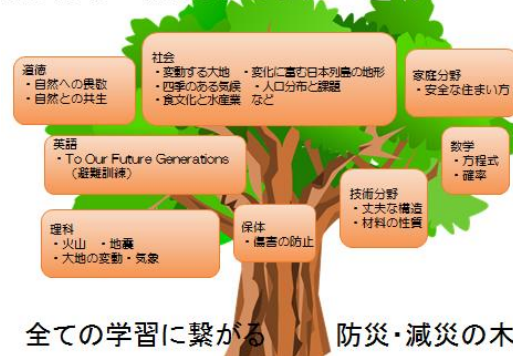 道徳
・自然への畏敬
・自然との共生
社会
・変動する大地　・変化に富む日本列島の地形
・四季のある気候　・人口分布と課題
・食文化と水産業　など
家庭分野
・安全な住まい方
英語
・To Our Future Generations
（避難訓練）
数学
・方程式
・確率
技術分野
・丈夫な構造
・材料の性質
理科
・火山　・地震
・大地の変動・気象
保体
・傷害の防止
全ての学習に繋がる　防災・減災の木